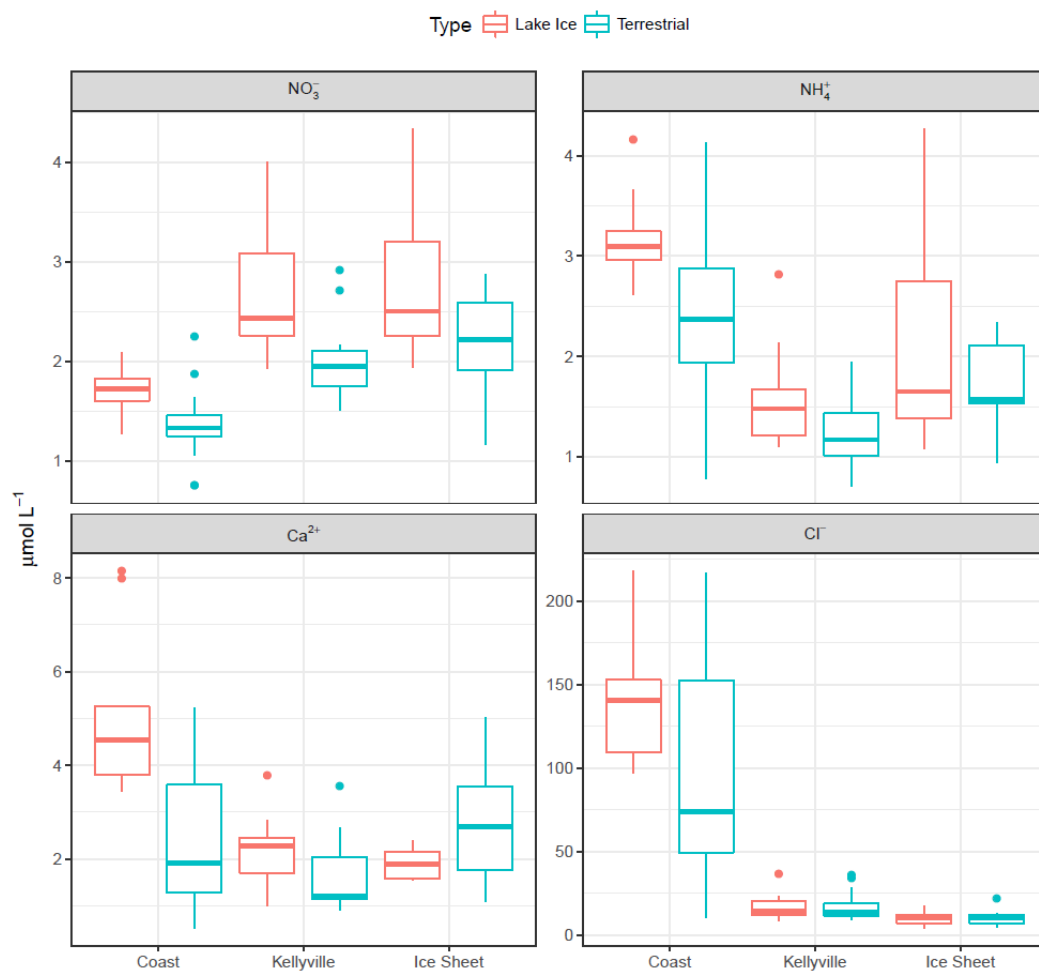 Type Lake Ice Terrestrial
NO₃⁻
NH₄⁺
4
3
2
1
4
3
2
1
µmol L⁻¹
Ca²⁺
Cl⁻
8
6
4
2
200
150
100
50
0
Coast Kellyville Ice Sheet
Coast Kellyville Ice Sheet